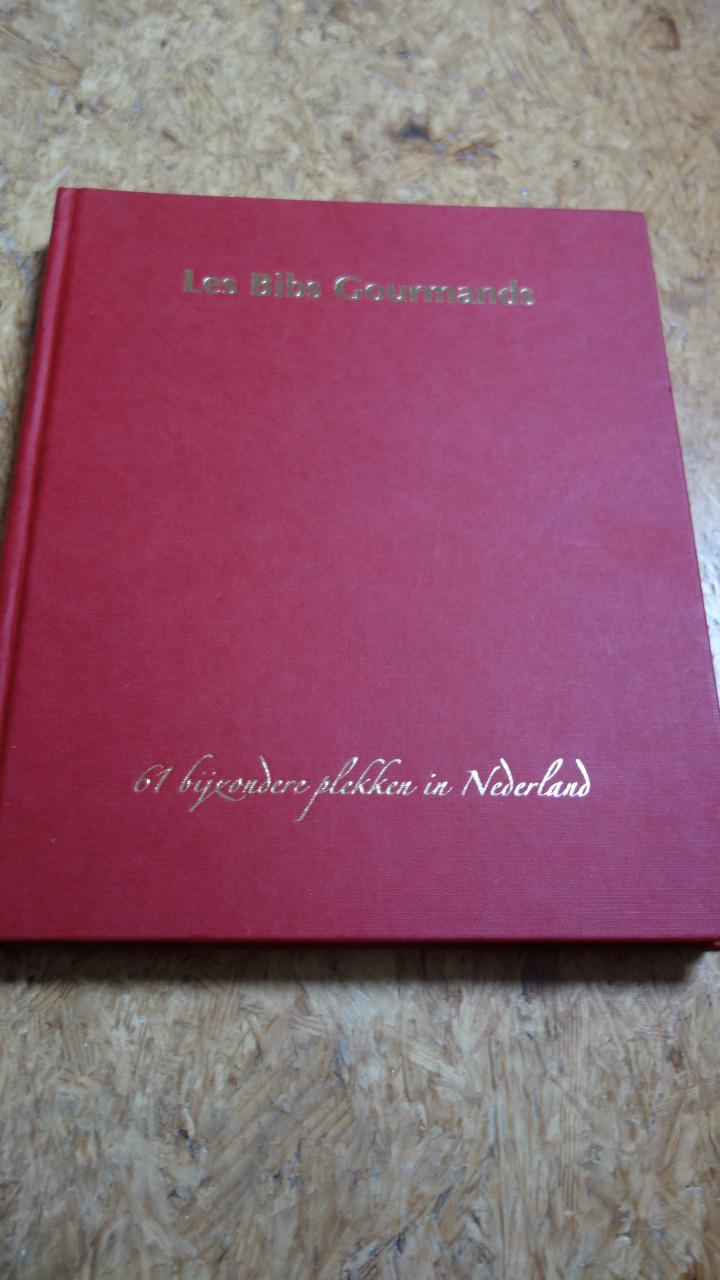 Les Bibs Gourmands
61 bijzondere plekken in Nederland